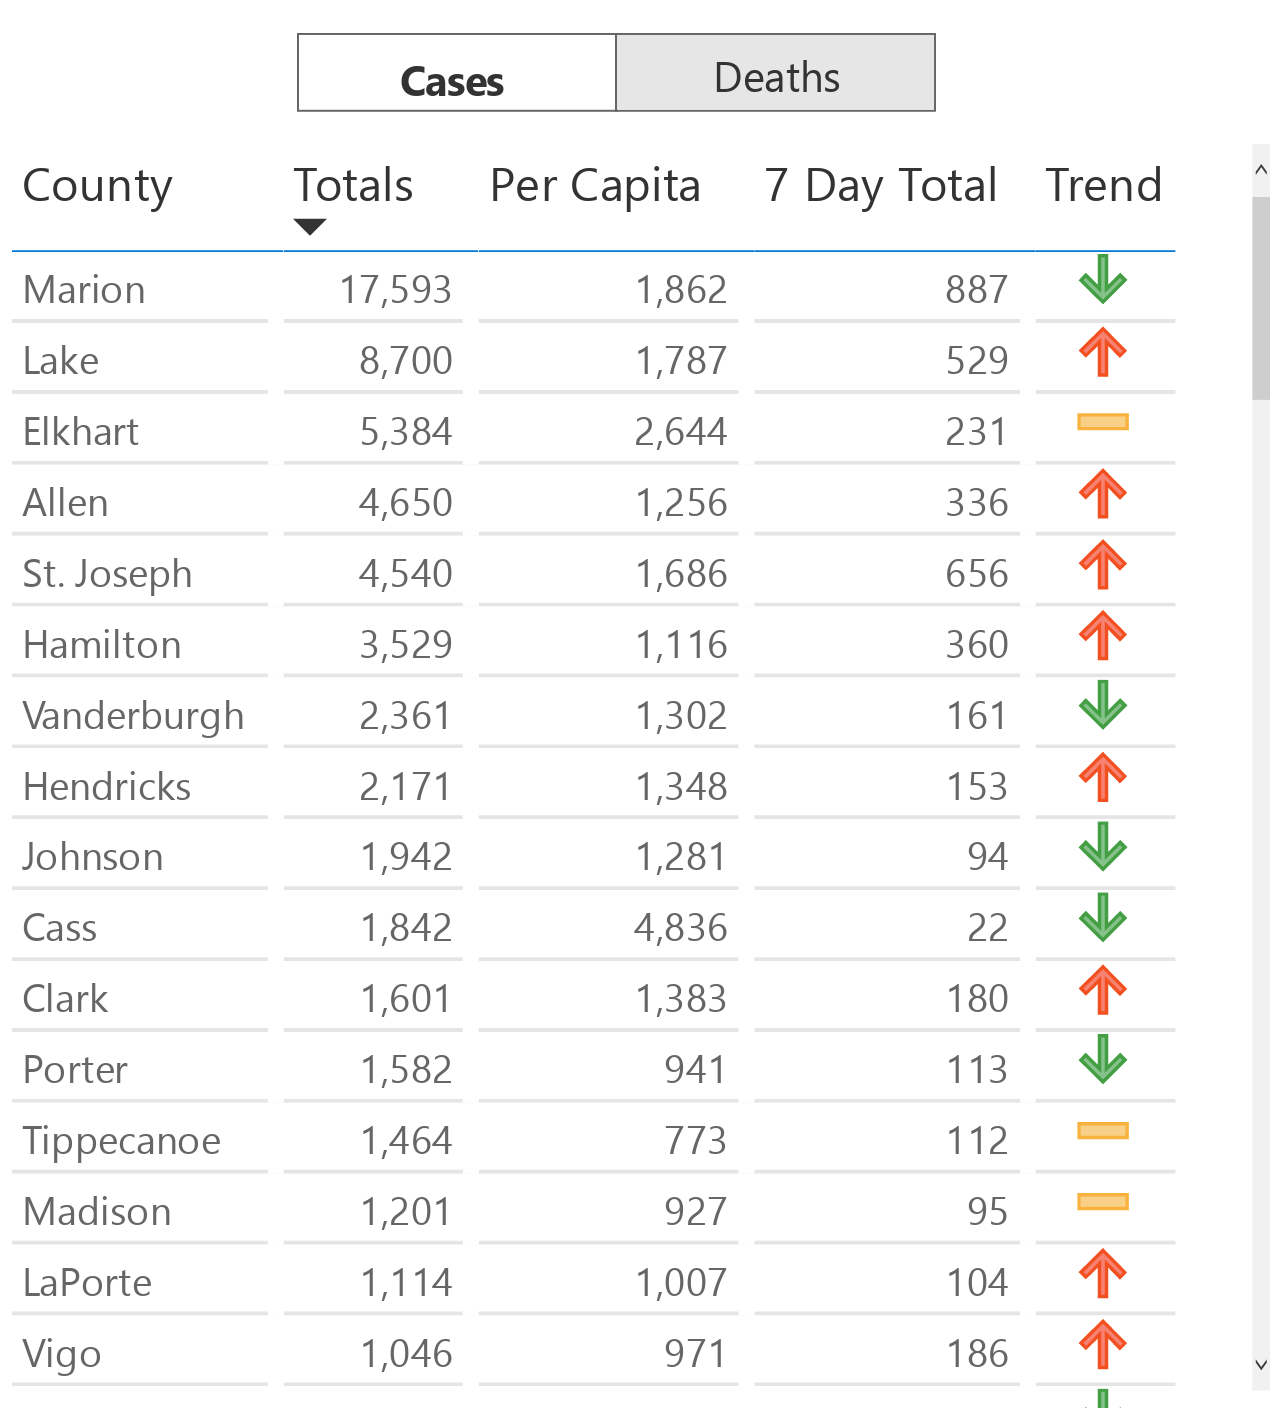 Cases Deaths
County Totals Per Capita 7 Day Total Trend
Marion 17,593 1,862 887
Lake 8,700 1,787 529
Elkhart 5,384 2,644 231
Allen 4,650 1,256 336
St. Joseph 4,540 1,686 656
Hamilton 3,529 1,116 360
Vanderburgh 2,361 1,302 161
Hendricks 2,171 1,348 153
Johnson 1,942 1,281 94
Cass 1,842 4,836 22
Clark 1,601 1,383 180
Porter 1,582 941 113
Tippecanoe 1,464 773 112
Madison 1,201 927 95
LaPorte 1,114 1,007 104
Vigo 1,046 971 186